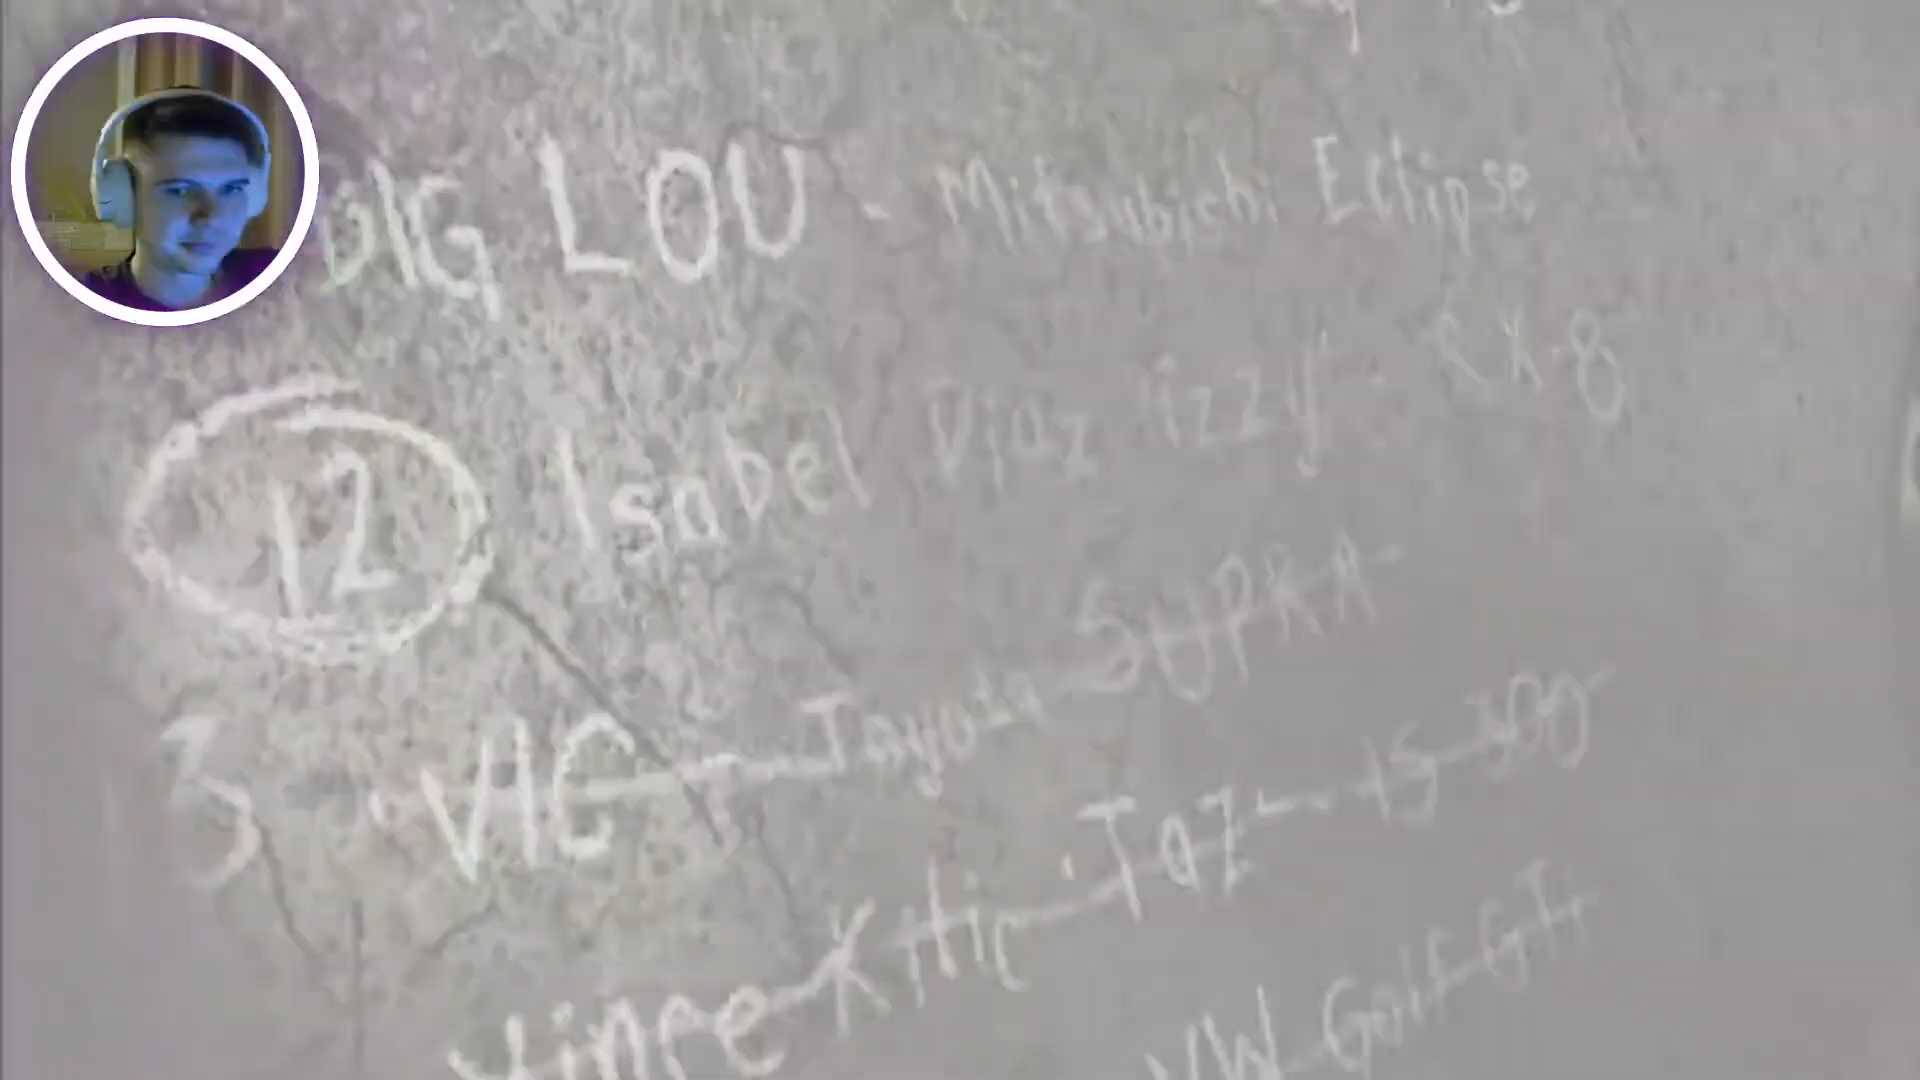 BIG LOU - Mitsubishi Eclipse
12 Isabel Diaz "izzy" - RX-8
3 . VIC - Toyota SUPRA -
Vince Kilic . Taz - IS 300 -
VW Golf GTi